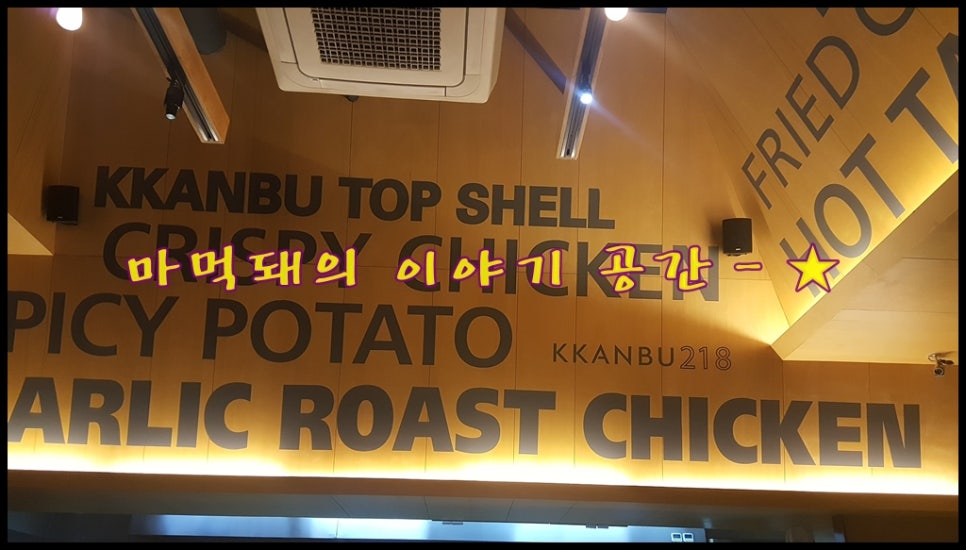 KKANBU TOP SHELL
CRISPY CHICKEN
마먹돼의 이야기 공간 - ★
PICY POTATO
KKANBU218
ARLIC ROAST CHICKEN
FRIED
HOT